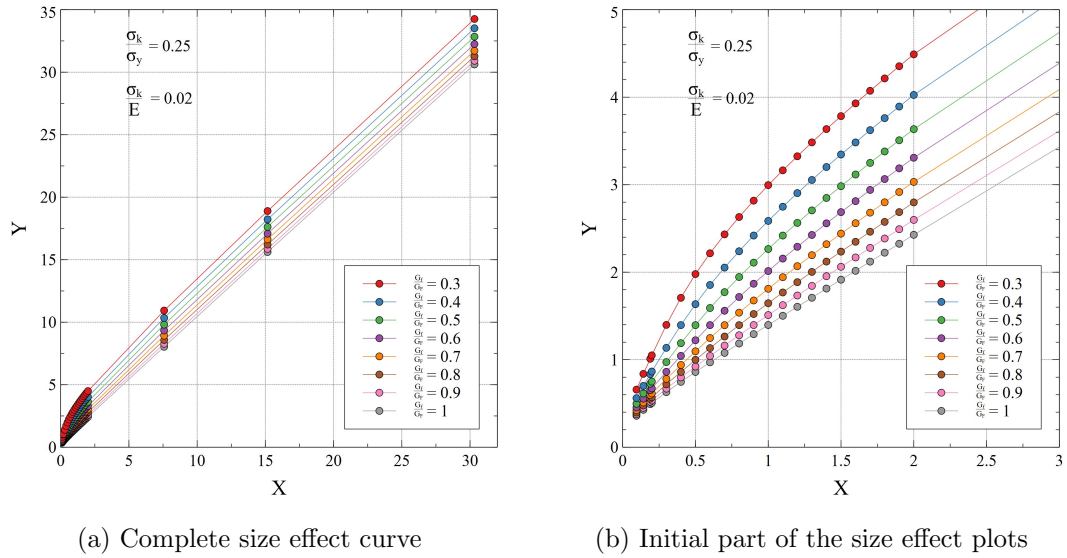 35
30
25
20
15
10
5
0
0 5 10 15 20 25 30
Y
X
σk
σy = 0.25
σk
E = 0.02
Gf
GF = 0.3
Gf
GF = 0.4
Gf
GF = 0.5
Gf
GF = 0.6
Gf
GF = 0.7
Gf
GF = 0.8
Gf
GF = 0.9
Gf
GF = 1
(a) Complete size effect curve
5
4
3
2
1
0
0 0.5 1 1.5 2 2.5 3
Y
X
σk
σy = 0.25
σk
E = 0.02
Gf
GF = 0.3
Gf
GF = 0.4
Gf
GF = 0.5
Gf
GF = 0.6
Gf
GF = 0.7
Gf
GF = 0.8
Gf
GF = 0.9
Gf
GF = 1
(b) Initial part of the size effect plots